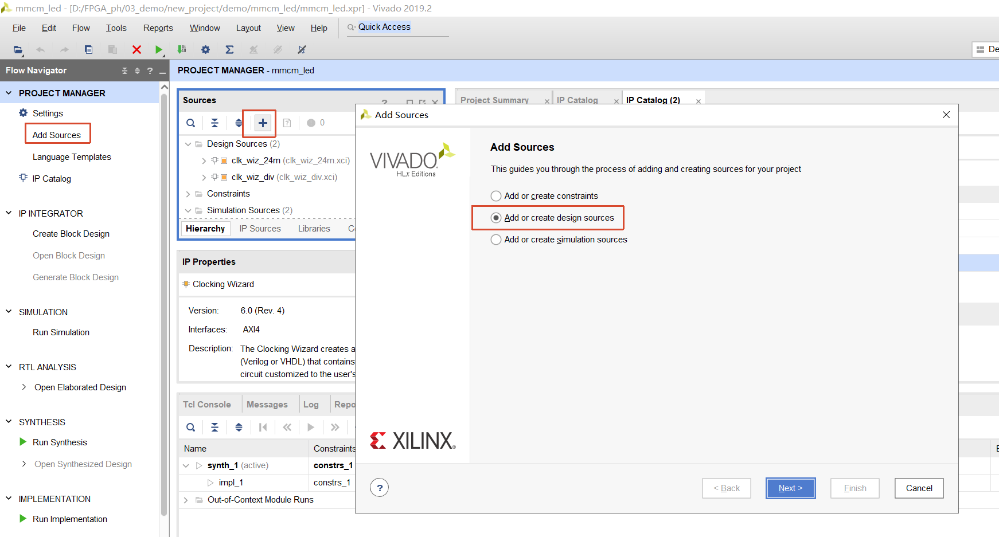 mmcm_led - [D:/FPGA_ph/03_demo/new_project/demo/mmcm_led/mmcm_led.xpr] - Vivado 2019.2
File Edit Flow Tools Reports Window Layout View Help Quick Access
De
Flow Navigator ?
PROJECT MANAGER
Settings
Add Sources
Language Templates
IP Catalog
IP INTEGRATOR
Create Block Design
Open Block Design
Generate Block Design
SIMULATION
Run Simulation
RTL ANALYSIS
Open Elaborated Design
SYNTHESIS
Run Synthesis
Open Synthesized Design
IMPLEMENTATION
Run Implementation
PROJECT MANAGER - mmcm_led
Sources
0
Design Sources (2)
clk_wiz_24m (clk_wiz_24m.xci)
clk_wiz_div (clk_wiz_div.xci)
Constraints
Simulation Sources (2)
Hierarchy IP Sources Libraries
Project Summary IP Catalog IP Catalog (2)
IP Properties
Clocking Wizard
Version: 6.0 (Rev. 4)
Interfaces: AXI4
Description: The Clocking Wizard creates a
(Verilog or VHDL) that contains
circuit customized to the user's
Tcl Console Messages Log Repo
Name Constraints
synth_1 (active) constrs_1
impl_1 constrs_1
Out-of-Context Module Runs
Add Sources
VIVADO
HLx Editions
Add Sources
This guides you through the process of adding and creating sources for your project
Add or create constraints
Add or create design sources
Add or create simulation sources
XILINX
?
< Back Next > Finish Cancel